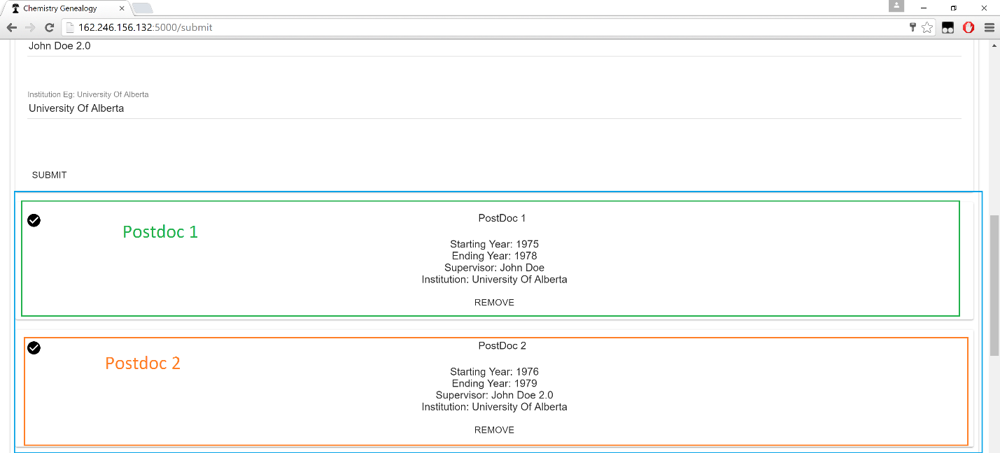 Chemistry Genealogy
162.246.156.132:5000/submit
John Doe 2.0
Institution Eg: University Of Alberta
University Of Alberta
SUBMIT
PostDoc 1
Postdoc 1
Starting Year: 1975
Ending Year: 1978
Supervisor: John Doe
Institution: University Of Alberta
REMOVE
PostDoc 2
Postdoc 2
Starting Year: 1976
Ending Year: 1979
Supervisor: John Doe 2.0
Institution: University Of Alberta
REMOVE